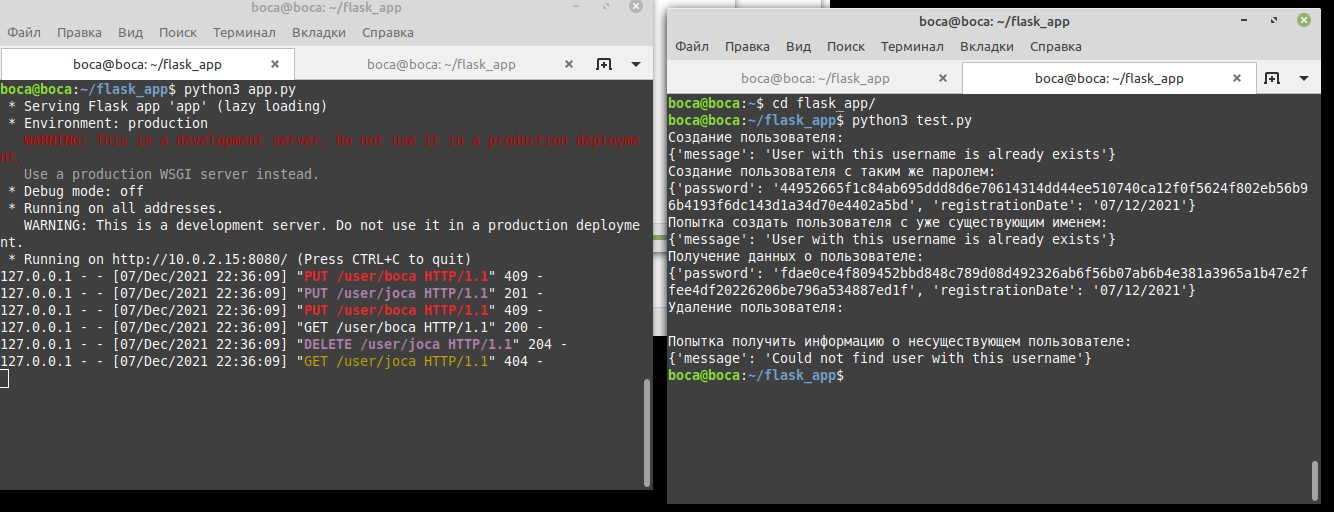 boca@boca: ~/flask_app
Файл Правка Вид Поиск Терминал Вкладки Справка
boca@boca: ~/flask_app boca@boca: ~/flask_app
boca@boca:~/flask_app$ python3 app.py
 * Serving Flask app 'app' (lazy loading)
 * Environment: production
   WARNING: This is a development server. Do not use it in a production deployme
nt.
   Use a production WSGI server instead.
 * Debug mode: off
 * Running on all addresses.
   WARNING: This is a development server. Do not use it in a production deployme
nt.
 * Running on http://10.0.2.15:8080/ (Press CTRL+C to quit)
127.0.0.1 - - [07/Dec/2021 22:36:09] "PUT /user/boca HTTP/1.1" 409 -
127.0.0.1 - - [07/Dec/2021 22:36:09] "PUT /user/joca HTTP/1.1" 201 -
127.0.0.1 - - [07/Dec/2021 22:36:09] "PUT /user/boca HTTP/1.1" 409 -
127.0.0.1 - - [07/Dec/2021 22:36:09] "GET /user/boca HTTP/1.1" 200 -
127.0.0.1 - - [07/Dec/2021 22:36:09] "DELETE /user/joca HTTP/1.1" 204 -
127.0.0.1 - - [07/Dec/2021 22:36:09] "GET /user/joca HTTP/1.1" 404 -
boca@boca: ~/flask_app
Файл Правка Вид Поиск Терминал Вкладки Справка
boca@boca: ~/flask_app boca@boca: ~/flask_app
boca@boca:~$ cd flask_app/
boca@boca:~/flask_app$ python3 test.py
Создание пользователя:
{'message': 'User with this username is already exists'}
Создание пользователя с таким же паролем:
{'password': '44952665f1c84ab695ddd8d6e70614314dd44ee510740ca12f0f5624f802eb56b9
6b4193f6dc143d1a34d70e4402a5bd', 'registrationDate': '07/12/2021'}
Попытка создать пользователя с уже существующим именем:
{'message': 'User with this username is already exists'}
Получение данных о пользователе:
{'password': 'fdae0ce4f809452bbd848c789d08d492326ab6f56b07ab6b4e381a3965a1b47e2f
fee4df20226206be796a534887ed1f', 'registrationDate': '07/12/2021'}
Удаление пользователя:
Попытка получить информацию о несуществующем пользователе:
{'message': 'Could not find user with this username'}
boca@boca:~/flask_app$